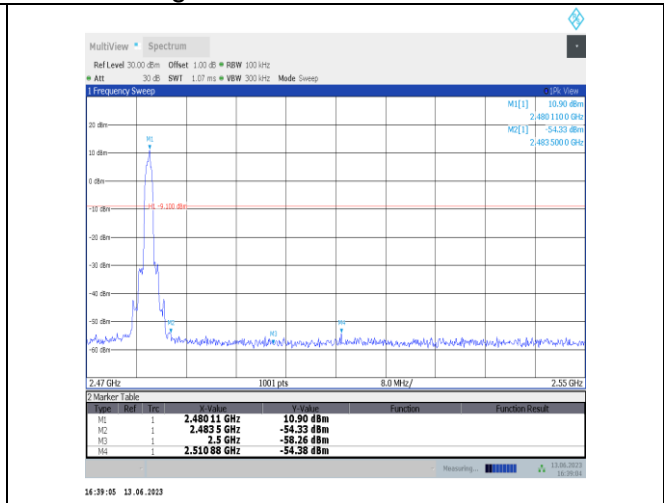 MultiView Spectrum
Ref Level 30.00 dBm Offset 1.00 dB RBW 100 kHz
Att 30 dB SWT 1.07 ms VBW 300 kHz Mode Sweep
1 Frequency Sweep 1Pk View
M1[1] 10.90 dBm
2.480 110 0 GHz
M2[1] -54.33 dBm
2.483 500 0 GHz
20 dBm
M1
10 dBm
0 dBm
-10 dBm H1 -9.100 dBm
-20 dBm
-30 dBm
-40 dBm
-50 dBm
M2 M3 M4
-60 dBm
2.47 GHz 1001 pts 8.0 MHz/ 2.55 GHz
2 Marker Table
Type Ref Trc X-Value Y-Value Function Function Result
M1 1 2.480 11 GHz 10.90 dBm
M2 1 2.483 5 GHz -54.33 dBm
M3 1 2.5 GHz -58.26 dBm
M4 1 2.510 88 GHz -54.38 dBm
Measuring... 13.06.2023
16:39:04
16:39:05 13.06.2023